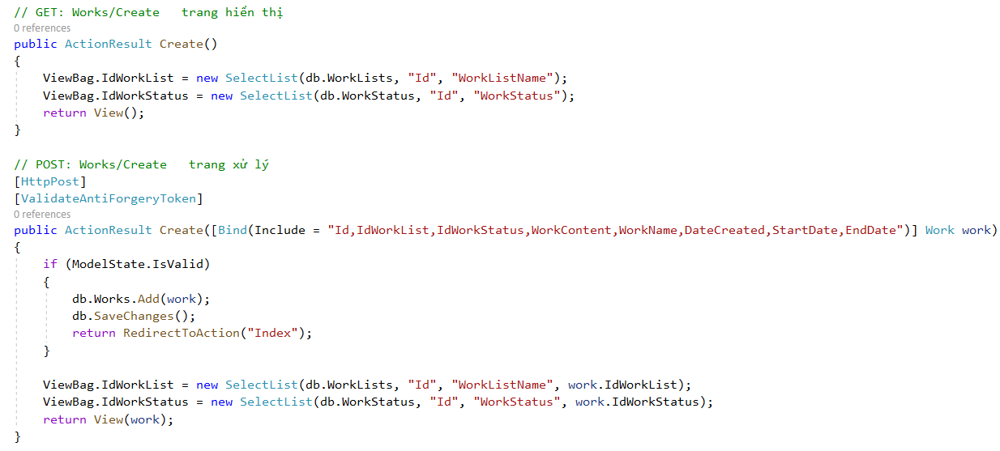 // GET: Works/Create   trang hiển thị
0 references
public ActionResult Create()
{
    ViewBag.IdWorkList = new SelectList(db.WorkLists, "Id", "WorkListName");
    ViewBag.IdWorkStatus = new SelectList(db.WorkStatus, "Id", "WorkStatus");
    return View();
}

// POST: Works/Create   trang xử lý
[HttpPost]
[ValidateAntiForgeryToken]
0 references
public ActionResult Create([Bind(Include = "Id,IdWorkList,IdWorkStatus,WorkContent,WorkName,DateCreated,StartDate,EndDate")] Work work)
{
    if (ModelState.IsValid)
    {
        db.Works.Add(work);
        db.SaveChanges();
        return RedirectToAction("Index");
    }

    ViewBag.IdWorkList = new SelectList(db.WorkLists, "Id", "WorkListName", work.IdWorkList);
    ViewBag.IdWorkStatus = new SelectList(db.WorkStatus, "Id", "WorkStatus", work.IdWorkStatus);
    return View(work);
}